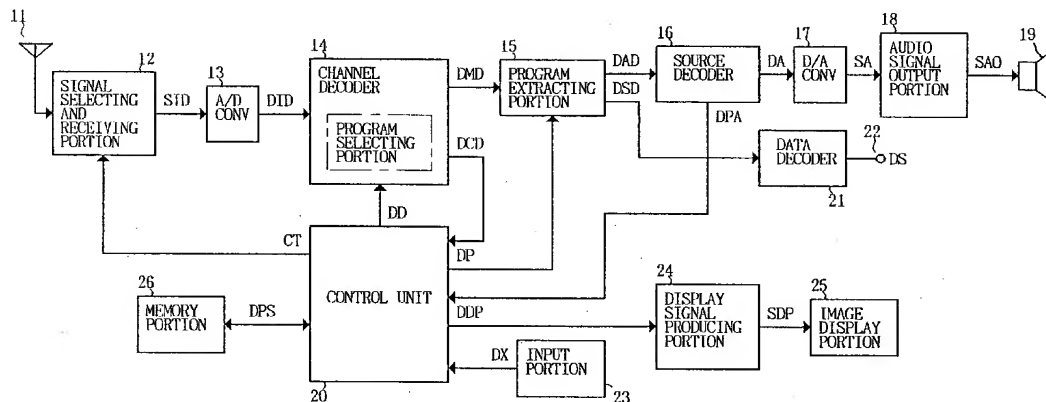 11
12
SIGNAL
SELECTING
AND
RECEIVING
PORTION
STD
13
A/D
CONV
DID
14
CHANNEL
DECODER
PROGRAM
SELECTING
PORTION
DMD
DCD
15
PROGRAM
EXTRACTING
PORTION
DAD
DSD
16
SOURCE
DECODER
DA
DPA
17
D/A
CONV
SA
18
AUDIO
SIGNAL
OUTPUT
PORTION
SAO
19
DATA
DECODER
21
22
DS
CT
DD
DP
26
MEMORY
PORTION
DPS
CONTROL UNIT
20
DDP
24
DISPLAY
SIGNAL
PRODUCING
PORTION
SDP
25
IMAGE
DISPLAY
PORTION
DX
INPUT
PORTION
23